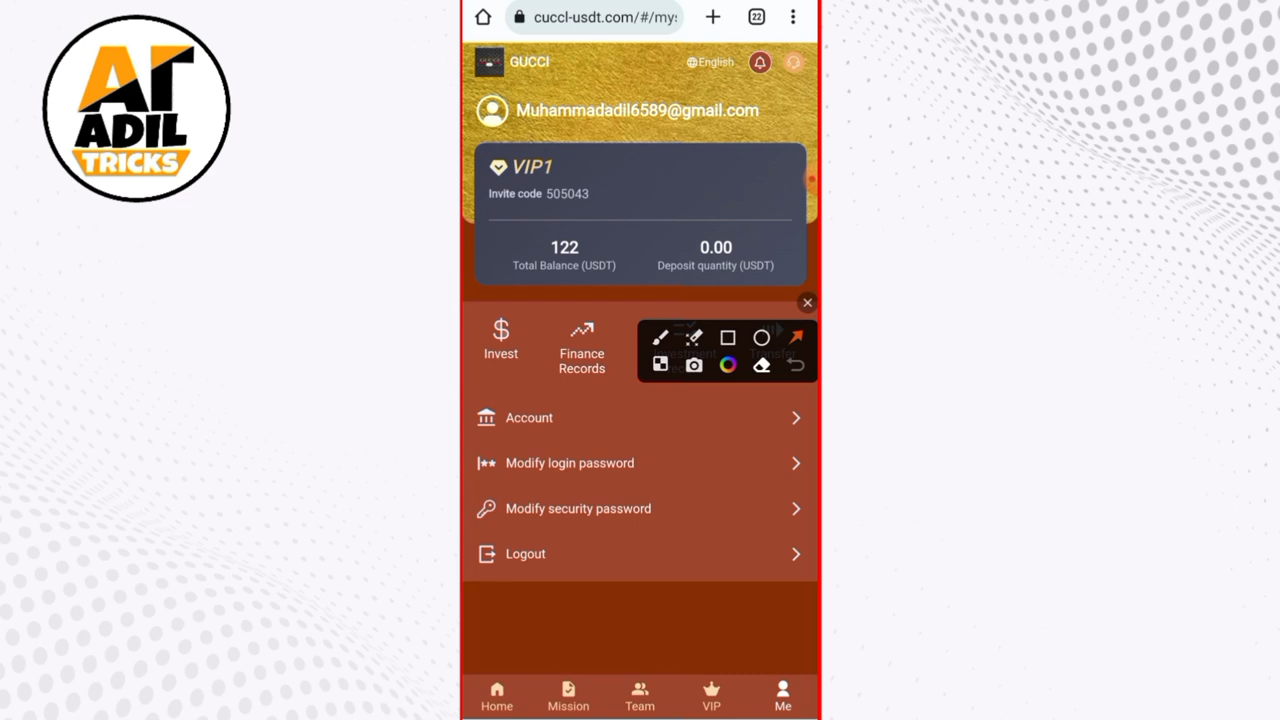 AT
ADIL
TRICKS
cuccl-usdt.com/#/mys
22
GUCCI
English
Muhammadadil6589@gmail.com
VIP1
Invite code 505043
122
0.00
Total Balance (USDT)
Deposit quantity (USDT)
Invest
Finance
Records
Account
Modify login password
Modify security password
Logout
Home
Mission
Team
VIP
Me